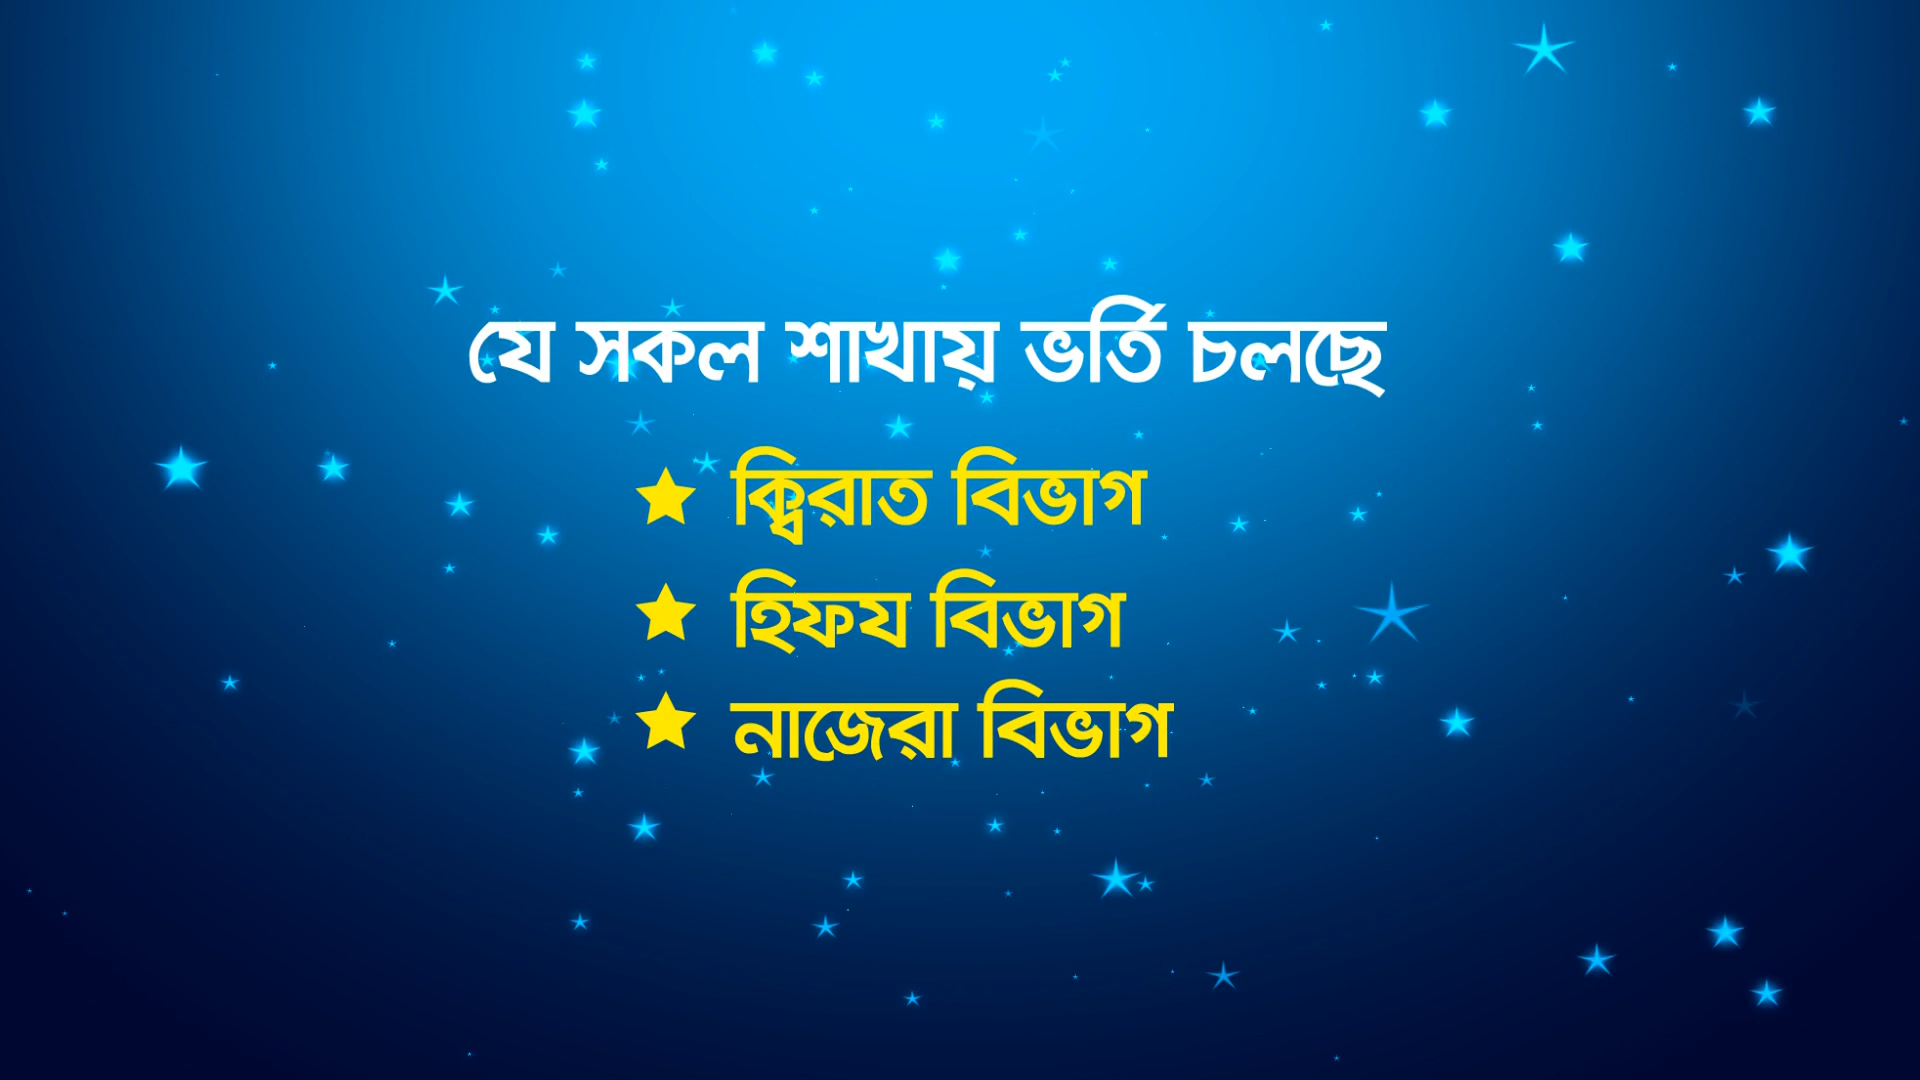 যে সকল শাখায় ভর্তি চলছে
ক্বিরাত বিভাগ
হিফয বিভাগ
নাজেরা বিভাগ